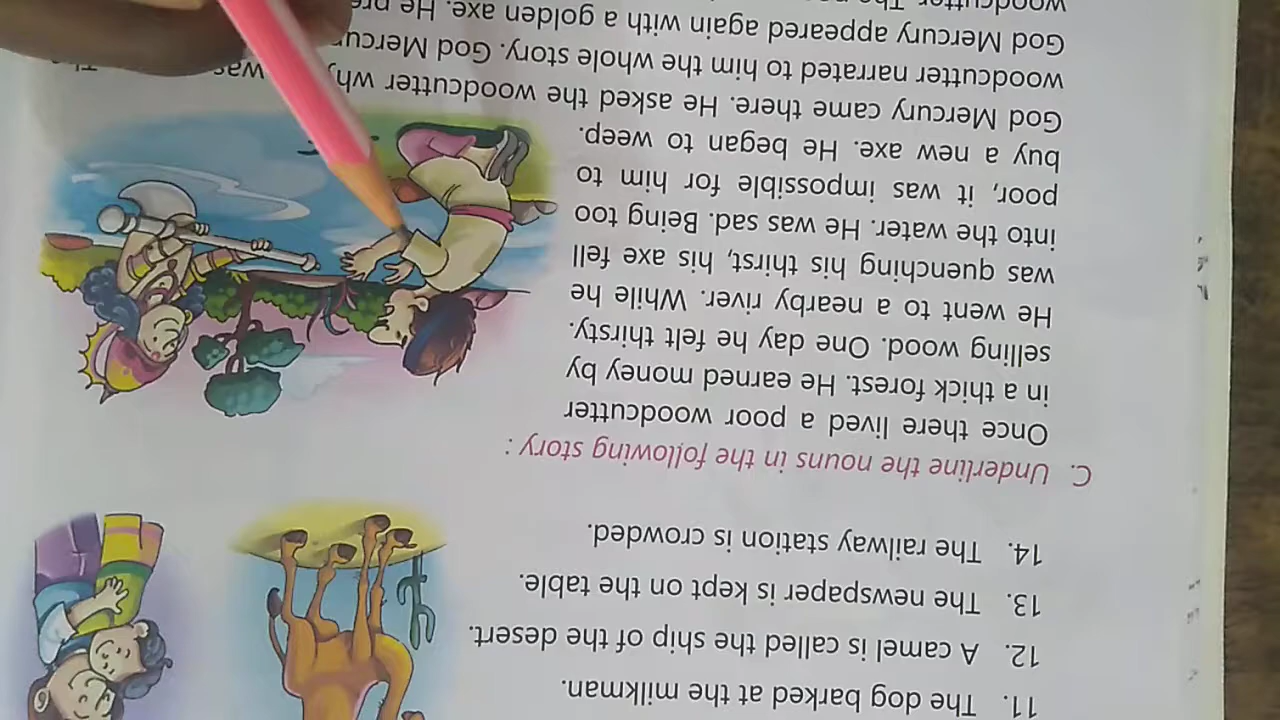 11. The dog barked at the milkman.
12. A camel is called the ship of the desert.
13. The newspaper is kept on the table.
14. The railway station is crowded.
C. Underline the nouns in the following story :
Once there lived a poor woodcutter
in a thick forest. He earned money by
selling wood. One day he felt thirsty.
He went to a nearby river. While he
was quenching his thirst, his axe fell
into the water. He was sad. Being too
poor, it was impossible for him to
buy a new axe. He began to weep.
God Mercury came there. He asked the woodcutter why was
woodcutter narrated to him the whole story. God
God Mercury appeared again with a golden axe. He
woodcutter.